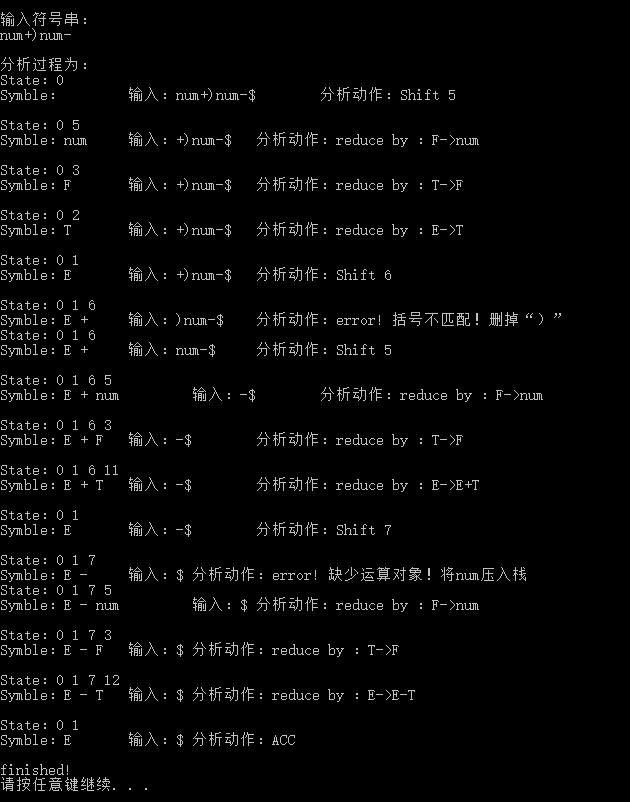 输入符号串：
num+)num-
分析过程为：
State: 0
Symble: 输入: num+)num-$ 分析动作: Shift 5
State: 0 5
Symble: num 输入: +)num-$ 分析动作: reduce by : F->num
State: 0 3
Symble: F 输入: +)num-$ 分析动作: reduce by : T->F
State: 0 2
Symble: T 输入: +)num-$ 分析动作: reduce by : E->T
State: 0 1
Symble: E 输入: +)num-$ 分析动作: Shift 6
State: 0 1 6
Symble: E + 输入: )num-$ 分析动作: error! 括号不匹配! 删掉“）”
State: 0 1 6
Symble: E + 输入: num-$ 分析动作: Shift 5
State: 0 1 6 5
Symble: E + num 输入: -$ 分析动作: reduce by : F->num
State: 0 1 6 3
Symble: E + F 输入: -$ 分析动作: reduce by : T->F
State: 0 1 6 11
Symble: E + T 输入: -$ 分析动作: reduce by : E->E+T
State: 0 1
Symble: E 输入: -$ 分析动作: Shift 7
State: 0 1 7
Symble: E - 输入: $ 分析动作: error! 缺少运算对象! 将num压入栈
State: 0 1 7 5
Symble: E - num 输入: $ 分析动作: reduce by : F->num
State: 0 1 7 3
Symble: E - F 输入: $ 分析动作: reduce by : T->F
State: 0 1 7 12
Symble: E - T 输入: $ 分析动作: reduce by : E->E-T
State: 0 1
Symble: E 输入: $ 分析动作: ACC
finished!
请按任意键继续. . .